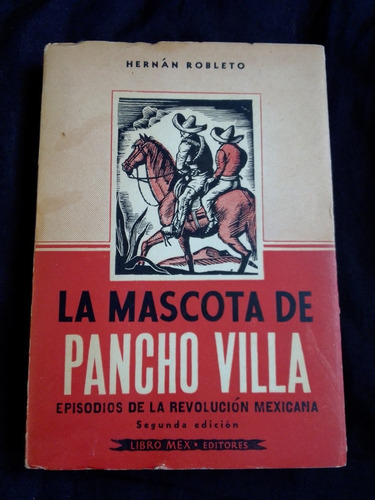 HERNÁN ROBLETO
LA MASCOTA DE
PANCHO VILLA
EPISODIOS DE LA REVOLUCIÓN MEXICANA
Segunda edición
LIBRO MEX • EDITORES